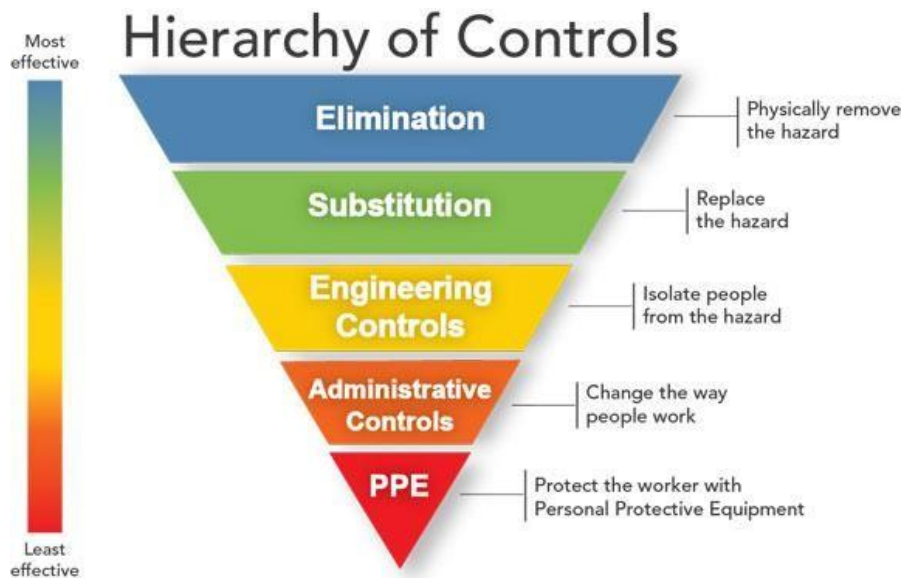 Most
effective
Hierarchy of Controls
Elimination
Physically remove
the hazard
Substitution
Replace
the hazard
Engineering
Controls
Isolate people
from the hazard
Administrative
Controls
Change the way
people work
PPE
Protect the worker with
Personal Protective Equipment
Least
effective